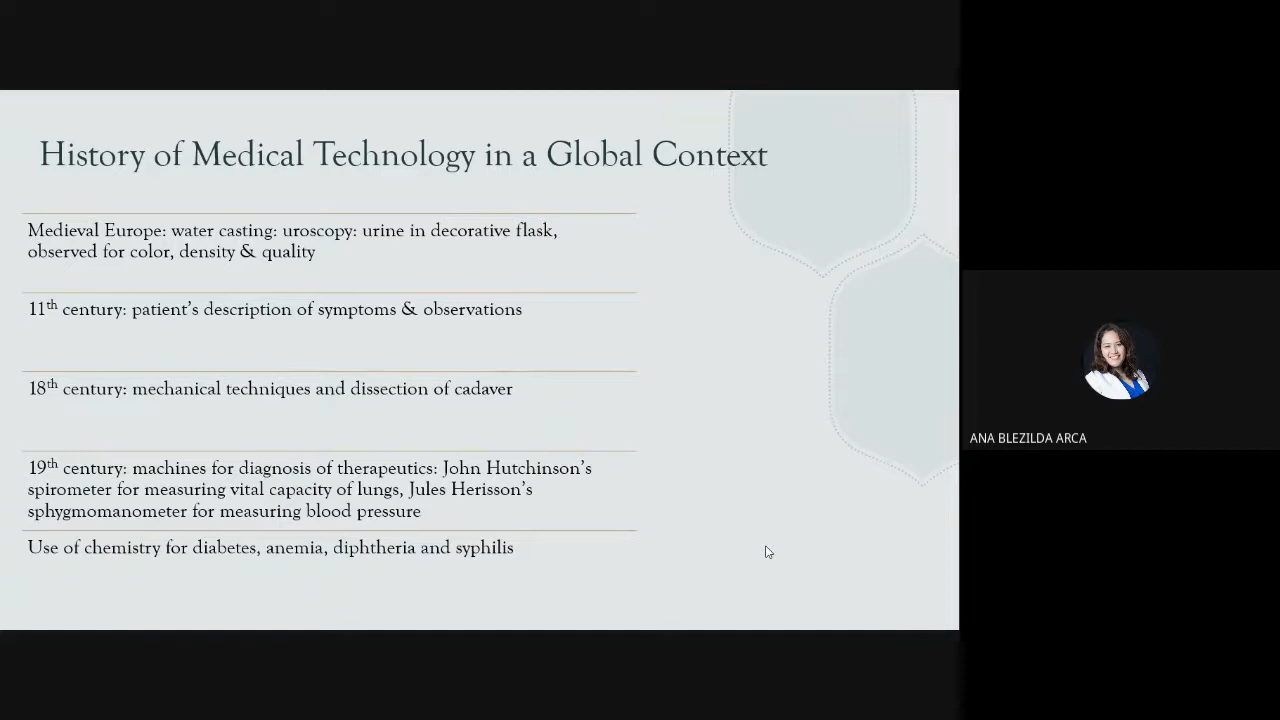 History of Medical Technology in a Global Context
Medieval Europe: water casting: uroscopy: urine in decorative flask,
observed for color, density & quality
11th century: patient's description of symptoms & observations
18th century: mechanical techniques and dissection of cadaver
19th century: machines for diagnosis of therapeutics: John Hutchinson's
spirometer for measuring vital capacity of lungs, Jules Herisson's
sphygmomanometer for measuring blood pressure
Use of chemistry for diabetes, anemia, diphtheria and syphilis
ANA BLEZILDA ARCA